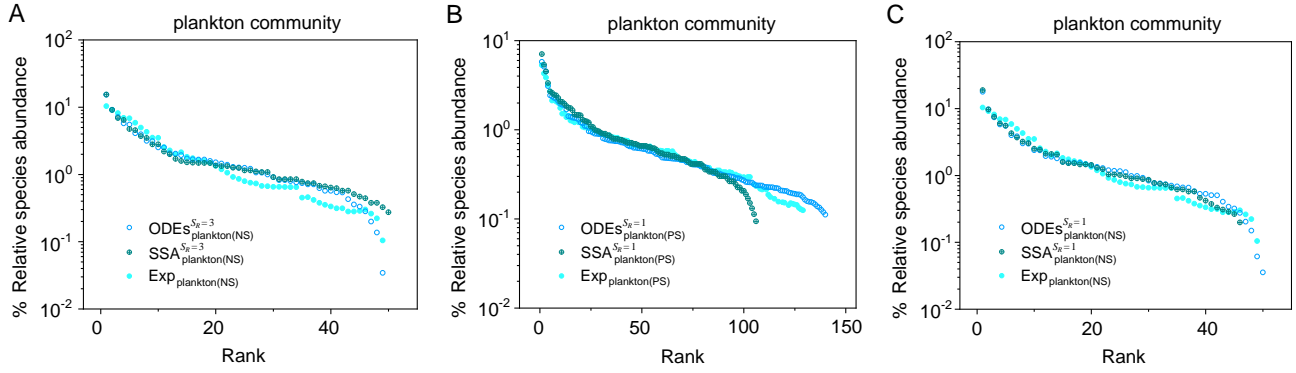 A
plankton community
% Relative species abundance
10^2
10^1
10^0
10^-1
10^-2
ODEs^{S_R=3}_{plankton(NS)}
SSA^{S_R=3}_{plankton(NS)}
Exp_{plankton(NS)}
0 20 40
Rank
B
plankton community
% Relative species abundance
10^1
10^0
10^-1
10^-2
ODEs^{S_R=1}_{plankton(PS)}
SSA^{S_R=1}_{plankton(PS)}
Exp_{plankton(PS)}
0 50 100 150
Rank
C
plankton community
% Relative species abundance
10^2
10^1
10^0
10^-1
10^-2
ODEs^{S_R=1}_{plankton(NS)}
SSA^{S_R=1}_{plankton(NS)}
Exp_{plankton(NS)}
0 20 40
Rank